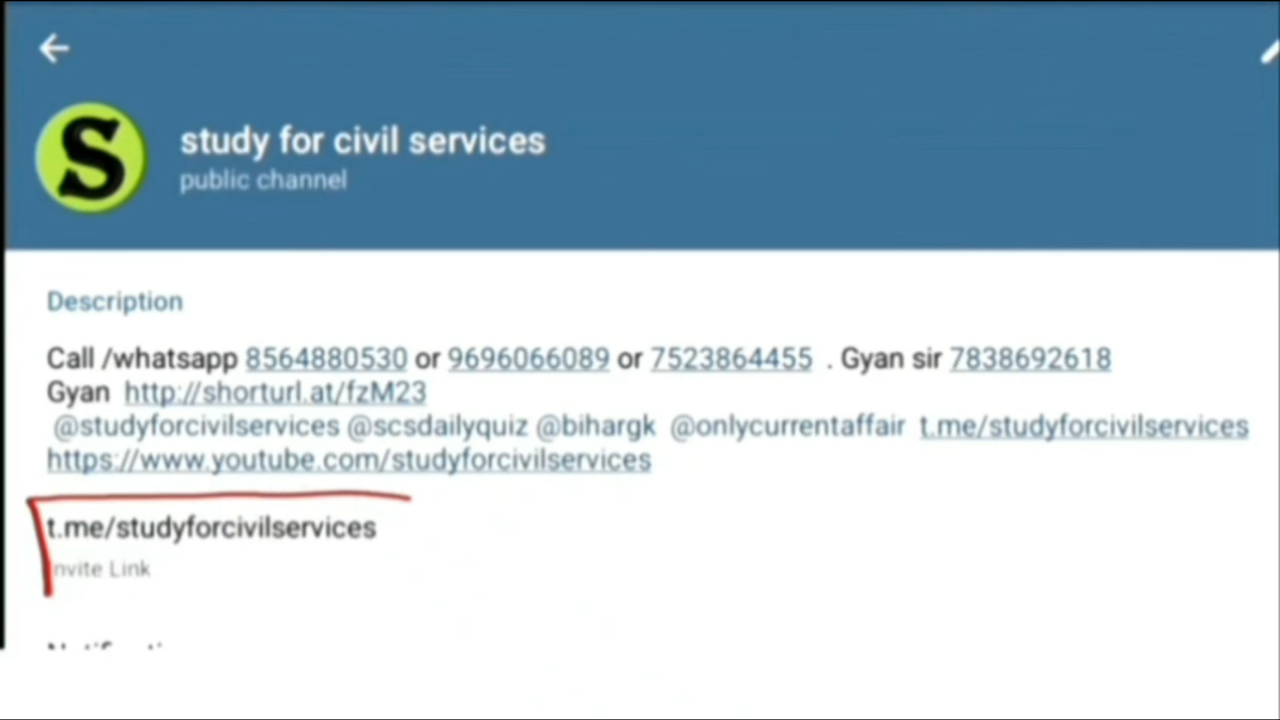 S
study for civil services
public channel
Description
Call /whatsapp 8564880530 or 9696066089 or 7523864455 . Gyan sir 7838692618
Gyan http://shorturl.at/fzM23
@studyforcivilservices @scsdailyquiz @bihargk @onlycurrentaffair t.me/studyforcivilservices
https://www.youtube.com/studyforcivilservices
t.me/studyforcivilservices
Invite Link